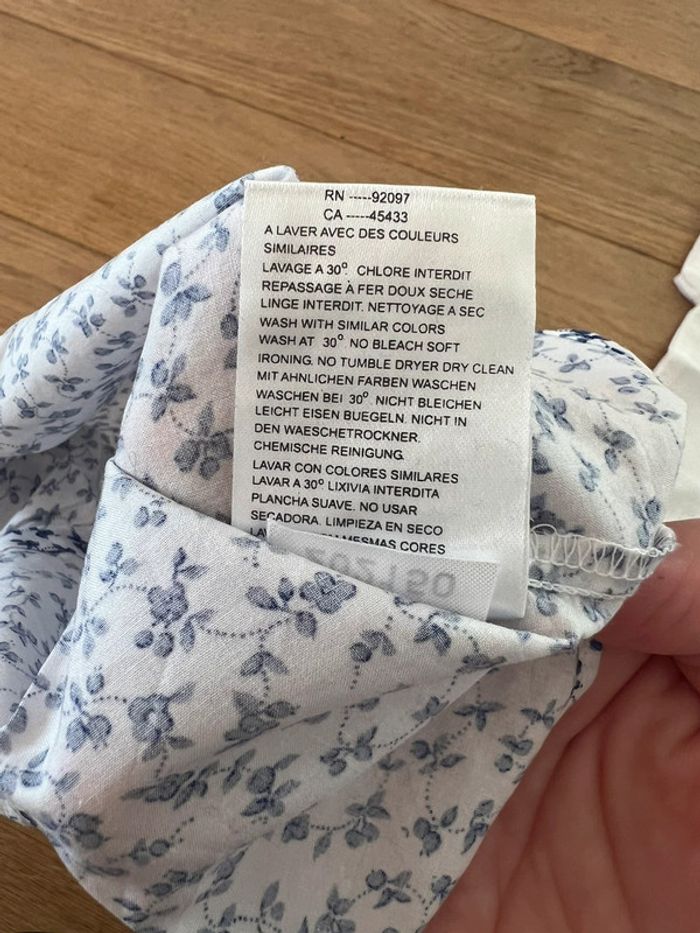 RN -----92097
CA -----45433
A LAVER AVEC DES COULEURS
SIMILAIRES
LAVAGE A 30° CHLORE INTERDIT
REPASSAGE À FER DOUX SECHE
LINGE INTERDIT. NETTOYAGE A SEC
WASH WITH SIMILAR COLORS
WASH AT 30° NO BLEACH SOFT
IRONING. NO TUMBLE DRYER DRY CLEAN
MIT AHNLICHEN FARBEN WASCHEN
WASCHEN BEI 30°. NICHT BLEICHEN
LEICHT EISEN BUEGELN. NICHT IN
DEN WAESCHETROCKNER.
CHEMISCHE REINIGUNG
LAVAR CON COLORES SIMILARES
LAVAR A 30° LIXIVIA INTERDITA
PLANCHA SUAVE. NO USAR
SECADORA. LIMPIEZA EN SECO
MESMAS CORES